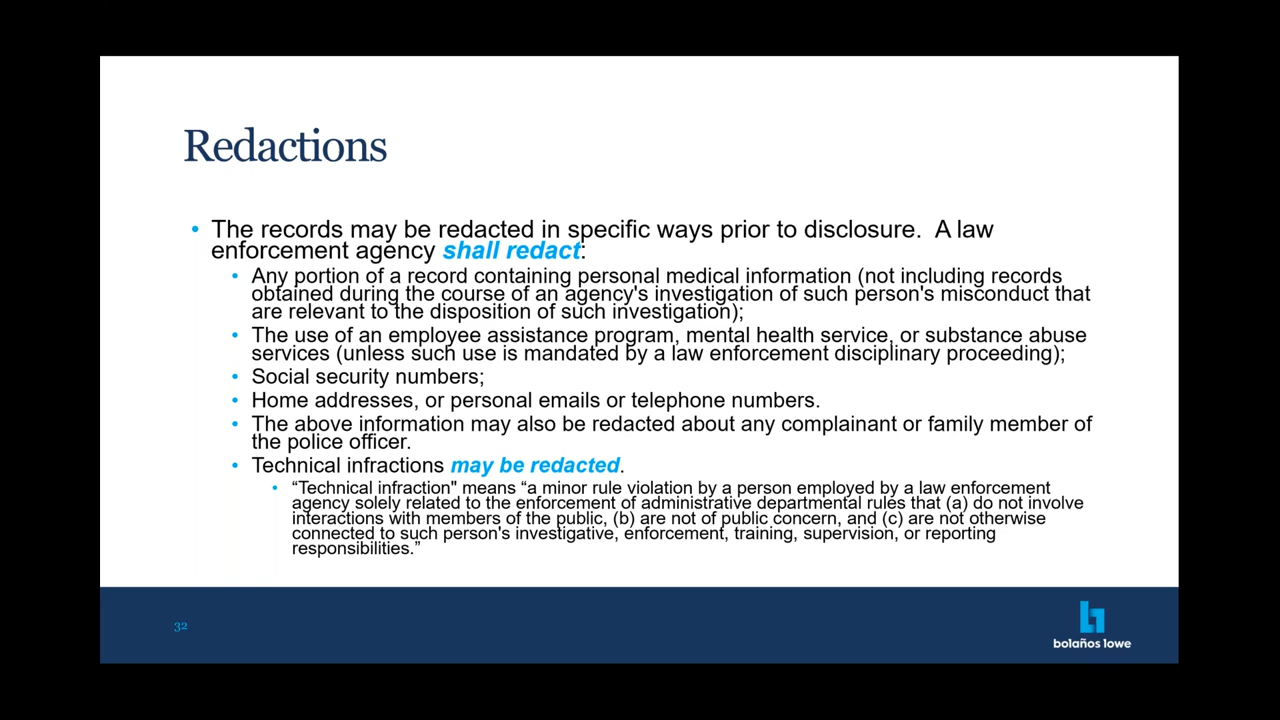 Redactions
• The records may be redacted in specific ways prior to disclosure.  A law
enforcement agency shall redact:
• Any portion of a record containing personal medical information (not including records
obtained during the course of an agency's investigation of such person's misconduct that
are relevant to the disposition of such investigation);
• The use of an employee assistance program, mental health service, or substance abuse
services (unless such use is mandated by a law enforcement disciplinary proceeding);
• Social security numbers;
• Home addresses, or personal emails or telephone numbers.
• The above information may also be redacted about any complainant or family member of
the police officer.
• Technical infractions may be redacted.
• “Technical infraction" means “a minor rule violation by a person employed by a law enforcement
agency solely related to the enforcement of administrative departmental rules that (a) do not involve
interactions with members of the public, (b) are not of public concern, and (c) are not otherwise
connected to such person's investigative, enforcement, training, supervision, or reporting
responsibilities.”
32
bolaños lowe